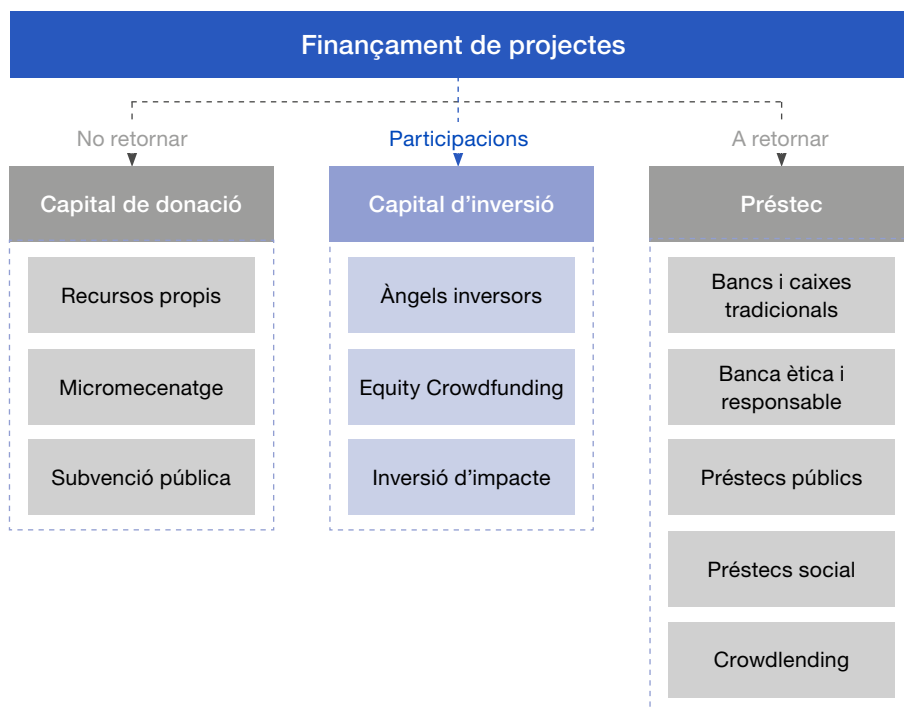 Finançament de projectes
No retornar
Participacions
A retornar
Capital de donació
Capital d’inversió
Préstec
Recursos propis
Micromecenatge
Subvenció pública
Àngels inversors
Equity Crowdfunding
Inversió d’impacte
Bancs i caixes
tradicionals
Banca ètica i
responsable
Préstecs públics
Préstecs social
Crowdlending